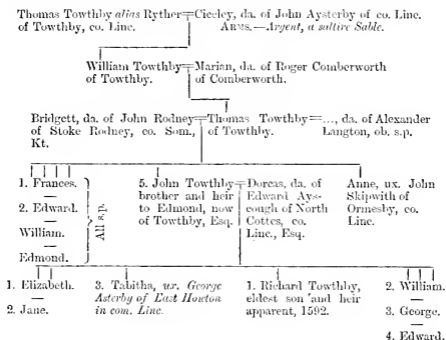 Thomas Towthby alias Ryther=Cicely, da. of John Aysterby of co. Linc.
of Towthby, co. Linc. ARMS.—Argent, a saltire Sable.
William Towthby=Marian, da. of Roger Comberworth
of Towthby. of Comberworth.
Bridgett, da. of John Rodney=Thomas Towthby=..., da. of Alexander
of Stoke Rodney, co. Som., of Towthby. Langton, ob. s.p.
Kt.
1. Frances. 5. John Towthby=Dorcas, da. of Anne, ux. John
— brother and heir Edward Ays- Skipwith of
2. Edward. to Edmond, now cough of North Ormesby, co.
— of Towthby, Esq. Cottes, co. Linc.
William. Linc., Esq.
—
Edmond.
All s.p.
1. Elizabeth. 3. Tabitha, ux. George 1. Richard Towthby, 2. William.
— Asterby of East Howton eldest son and heir —
2. Jane. in com. Linc. apparent, 1592. 3. George.
—
4. Edward.